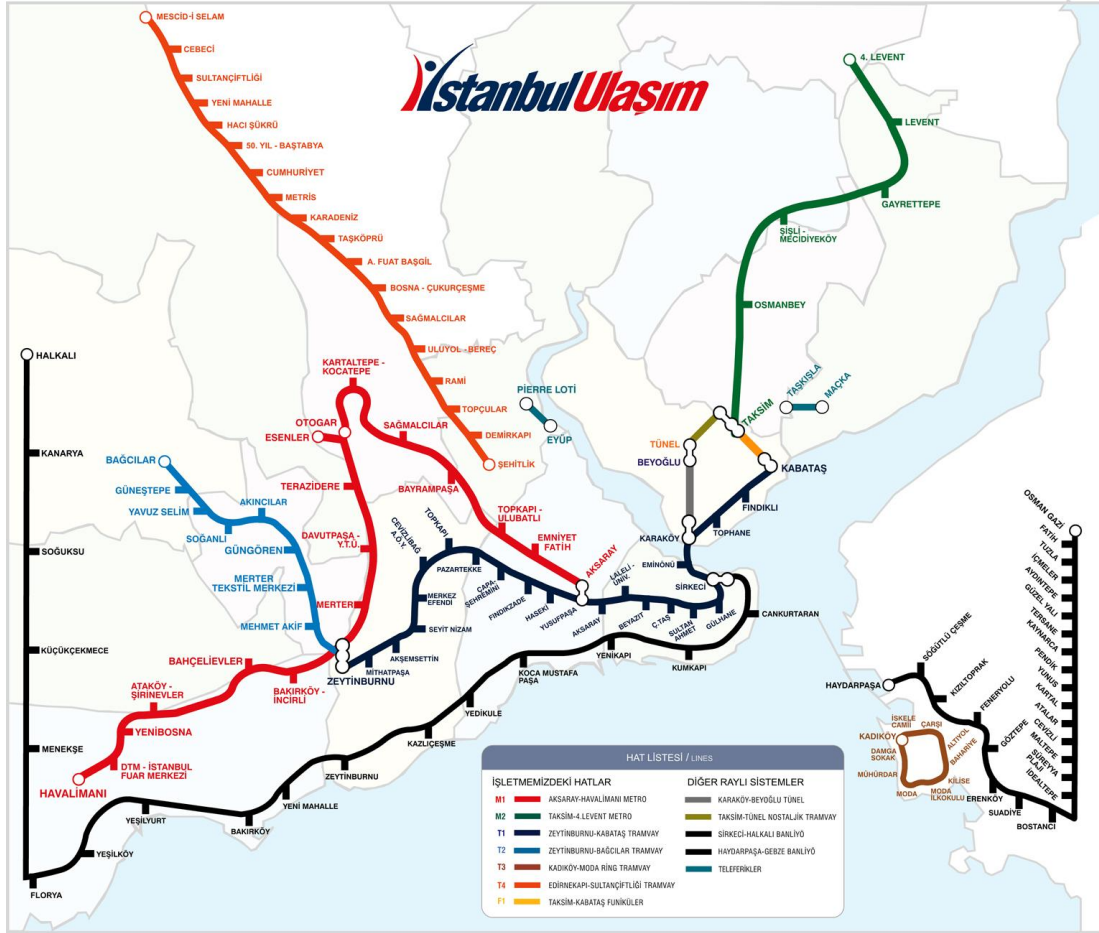 MESCİD-İ SELAM
CEBECİ
SULTANÇİFTLİĞİ
YENİ MAHALLE
HACI ŞÜKRÜ
50. YIL - BAŞTABYA
CUMHURİYET
METRİS
KARADENİZ
TAŞKÖPRÜ
A. FUAT BAŞGİL
BOSNA - ÇUKURÇEŞME
SAĞMALCILAR
ULUYOL -BEREÇ
RAMİ
TOPÇULAR
DEMİRKAPI
ŞEHİTLİK
İstanbulUlaşım
4. LEVENT
LEVENT
GAYRETTEPE
ŞİŞLİ -
MECİDİYEKÖY
OSMANBEY
TAKSİM
TAŞKIŞLA
MAÇKA
PİERRE LOTİ
EYÜP
TÜNEL
BEYOĞLU
KABATAŞ
FINDIKLI
TOPHANE
KARAKÖY
EMİNÖNÜ
SİRKECİ
HALKALI
KANARYA
SOĞUKSU
KÜÇÜKÇEKMECE
MENEKŞE
FLORYA
YEŞİLKÖY
YEŞİLYURT
BAKIRKÖY
YENİ MAHALLE
ZEYTİNBURNU
KAZLIÇEŞME
YEDİKULE
KOCA MUSTAFA
PAŞA
YENİKAPI
KUMKAPI
CANKURTARAN
KARTALTEPE -
KOCATEPE
OTOGAR
ESENLER
SAĞMALCILAR
BAYRAMPAŞA
TOPKAPI -
ULUBATLI
EMNİYET
FATİH
AKSARAY
TERAZİDERE
DAVUTPAŞA
- Y.T.Ü.
MERTER
BAHÇELİEVLER
BAKIRKÖY -
İNCİRLİ
ATAKÖY -
ŞİRİNEVLER
YENİBOSNA
DTM - İSTANBUL
FUAR MERKEZİ
HAVALİMANI
BAĞCILAR
GÜNEŞTEPE
YAVUZ SELİM
SOĞANLI
AKINCILAR
GÜNGÖREN
MERTER
TEKSTİL MERKEZİ
MEHMET AKİF
ZEYTİNBURNU
MİTHATPAŞA
AKŞEMSETTİN
SEYİT NİZAM
MERKEZ
EFENDİ
CEVİZLİBAĞ
A.Ö.Y.
TOPKAPI
PAZARTEKKE
ÇAPA-
ŞEHREMİNİ
FINDIKZADE
HASEKİ
YUSUFPAŞA
AKSARAY
LALELİ -
ÜNİV.
BEYAZIT
Ç.TAŞ
SULTAN
AHMET
GÜLHANE
HAYDARPAŞA
SÖĞÜTLÜ ÇEŞME
KIZILTOPRAK
FENERYOLU
GÖZTEPE
ERENKÖY
SUADİYE
BOSTANCI
OSMAN GAZİ
FATİH
TUZLA
İÇMELER
AYDINTEPE
GÜZEL YALI
TERSANE
KAYNARCA
PENDİK
YUNUS
KARTAL
ATALAR
CEVİZLİ
MALTEPE
SÜREYYA
PLAJI
İDEALTEPE
İSKELE
CAMİİ
ÇARŞI
KADIKÖY
ALTIYOL
DAMGA
SOKAK
BAHARİYE
MÜHÜRDAR
KİLİSE
MODA
MODA
İLKOKULU
HAT LİSTESİ / LINES
İŞLETMEMİZDEKİ HATLAR
M1 AKSARAY-HAVALİMANI METRO
M2 TAKSİM-4.LEVENT METRO
T1 ZEYTİNBURNU-KABATAŞ TRAMVAY
T2 ZEYTİNBURNU-BAĞCILAR TRAMVAY
T3 KADIKÖY-MODA RİNG TRAMVAY
T4 EDİRNEKAPI-SULTANÇİFTLİĞİ TRAMVAY
F1 TAKSİM-KABATAŞ FUNİKÜLER
DİĞER RAYLI SİSTEMLER
KARAKÖY-BEYOĞLU TÜNEL
TAKSİM-TÜNEL NOSTALJİK TRAMVAY
SİRKECİ-HALKALI BANLİYÖ
HAYDARPAŞA-GEBZE BANLİYÖ
TELEFERİKLER